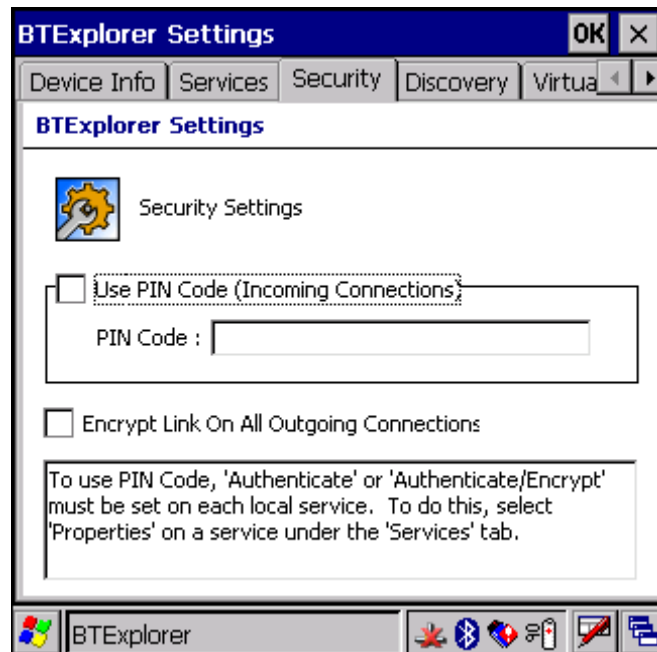 BTExplorer Settings OK
Device Info Services Security Discovery Virtua
BTExplorer Settings
Security Settings
Use PIN Code (Incoming Connections)
PIN Code :
Encrypt Link On All Outgoing Connections
To use PIN Code, 'Authenticate' or 'Authenticate/Encrypt'
must be set on each local service.  To do this, select
'Properties' on a service under the 'Services' tab.
BTExplorer